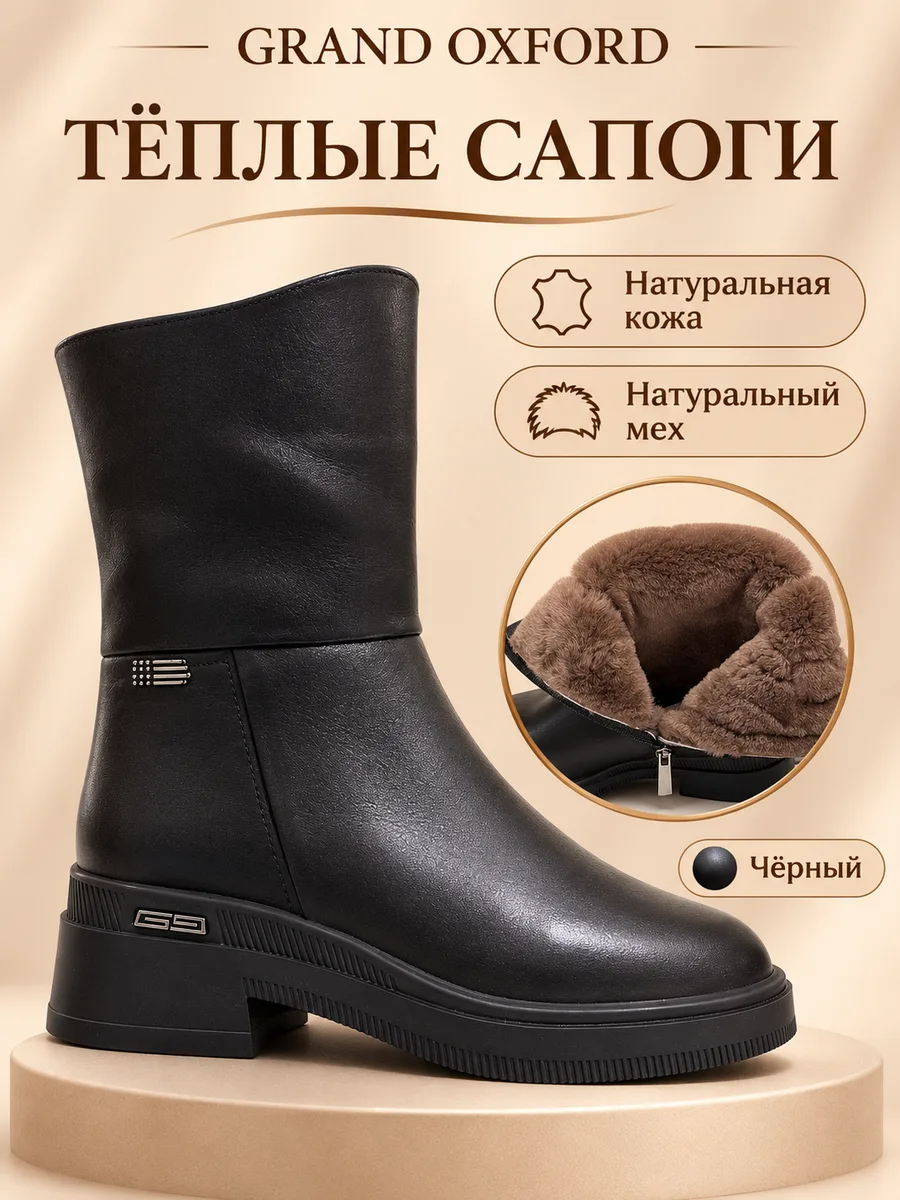 GRAND OXFORD
ТЁПЛЫЕ САПОГИ
Натуральная
кожа
Натуральный
мех
Чёрный